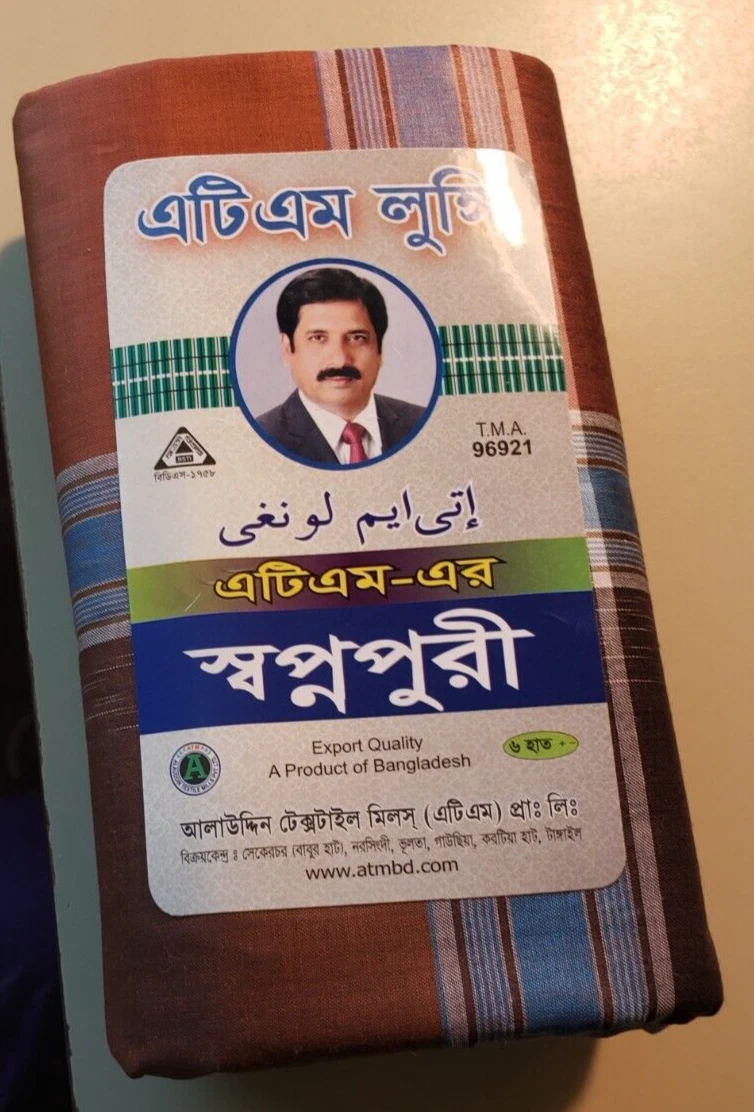 এটিএম লুঙ্গি
T.M.A.
96921
BSTI
বিডিএস-১৭৫৮
إتى ايم لونغى
এটিএম-এর
স্বপ্নপুরী
Export Quality
A Product of Bangladesh
৬ হাত + -
A
আলাউদ্দিন টেক্সটাইল মিলস্ (এটিএম) প্রাঃ লিঃ
বিক্রয়কেন্দ্র ঃ সেকেরচর (বাবুর হাট), নরসিংদী, ভূলতা, গাউছিয়া, করটিয়া হাট, টাঙ্গাইল
www.atmbd.com